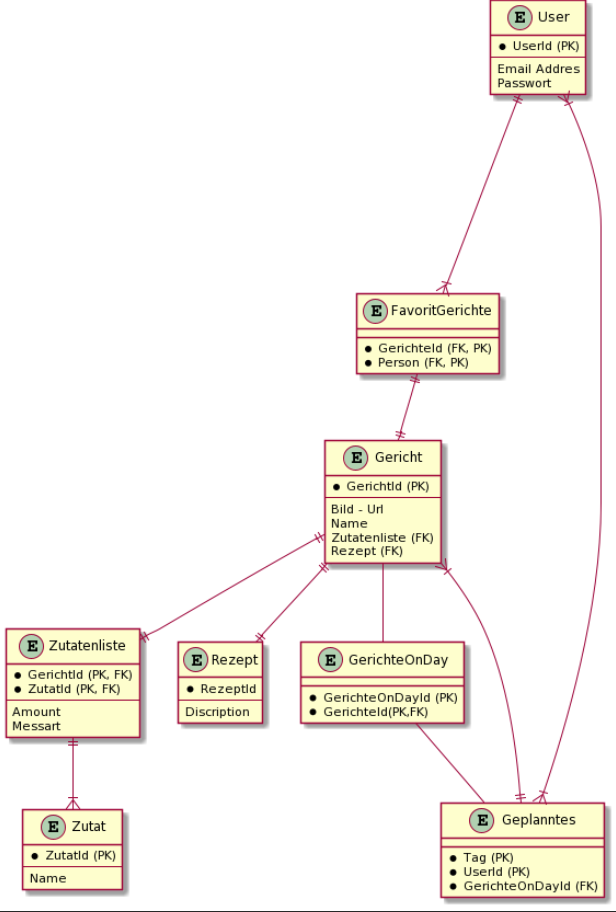 E User
UserId (PK)
Email Addres
Passwort
E FavoritGerichte
GerichteId (FK, PK)
Person (FK, PK)
E Gericht
GerichtId (PK)
Bild - Url
Name
Zutatenliste (FK)
Rezept (FK)
E Zutatenliste
GerichtId (PK, FK)
ZutatId (PK, FK)
Amount
Messart
E Rezept
RezeptId
Discription
E GerichteOnDay
GerichteOnDayId (PK)
GerichteId(PK,FK)
E Zutat
ZutatId (PK)
Name
E Geplanntes
Tag (PK)
UserId (PK)
GerichteOnDayId (FK)